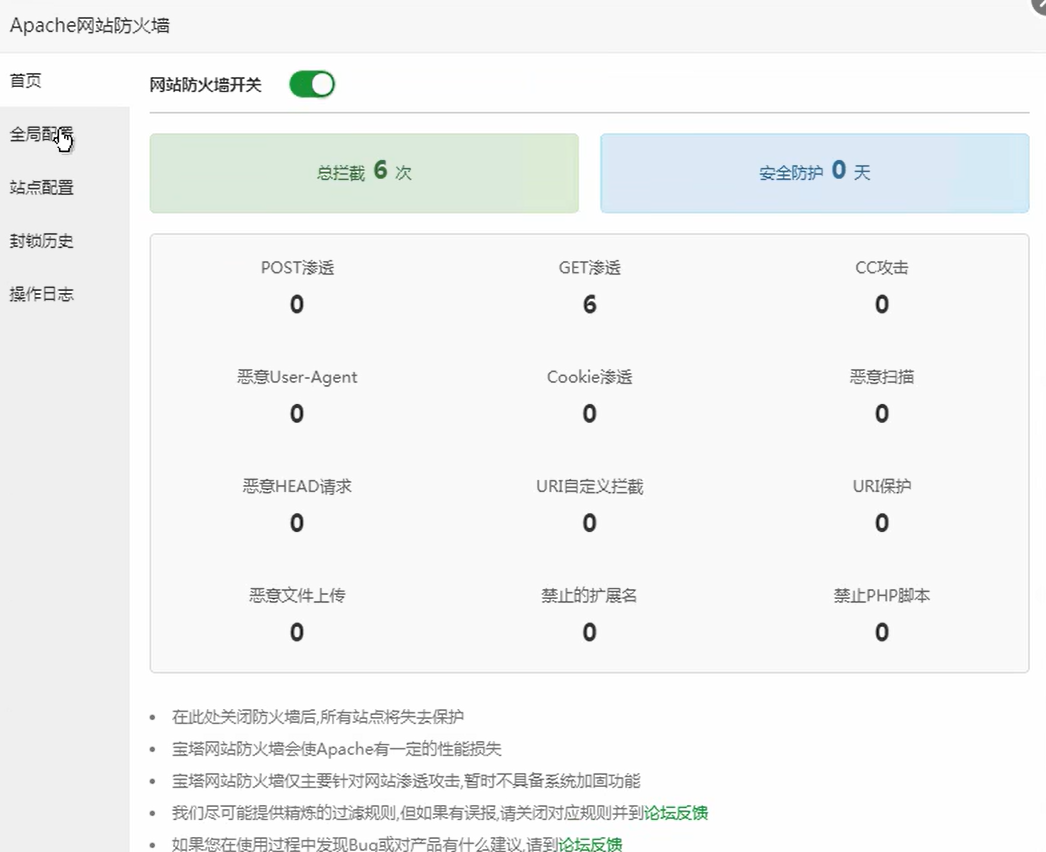 Apache网站防火墙
首页
网站防火墙开关
全局配置
站点配置
封锁历史
操作日志
总拦截 6 次
安全防护 0 天
POST渗透 GET渗透 CC攻击
0 6 0
恶意User-Agent Cookie渗透 恶意扫描
0 0 0
恶意HEAD请求 URI自定义拦截 URI保护
0 0 0
恶意文件上传 禁止的扩展名 禁止PHP脚本
0 0 0
在此处关闭防火墙后,所有站点将失去保护
宝塔网站防火墙会使Apache有一定的性能损失
宝塔网站防火墙仅主要针对网站渗透攻击,暂时不具备系统加固功能
我们尽可能提供精炼的过滤规则,但如果有误报,请关闭对应规则并到论坛反馈
如果您在使用过程中发现Bug或对产品有什么建议,请到论坛反馈